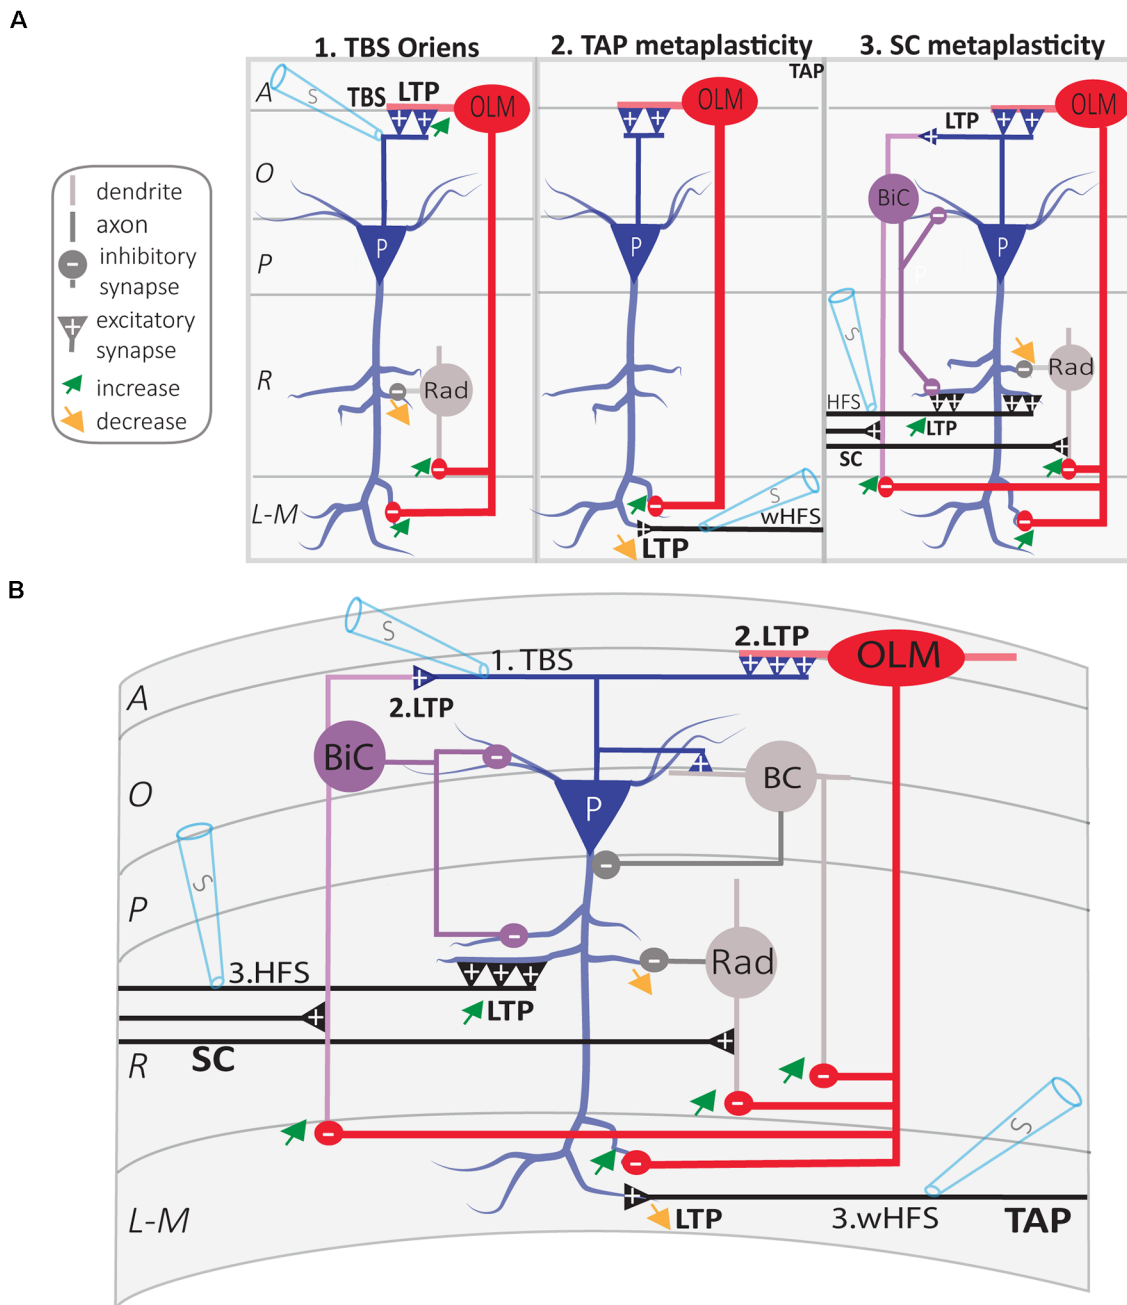 A
1. TBS Oriens
2. TAP metaplasticity
3. SC metaplasticity
A
S
TBS
LTP
OLM
OLM
TAP
LTP
OLM
O
BiC
P
P
P
P
P
dendrite
axon
inhibitory
synapse
excitatory
synapse
increase
decrease
R
Rad
S
Rad
HFS
LTP
SC
L-M
S
wHFS
LTP
B
S
1. TBS
2.LTP
OLM
A
2.LTP
BiC
BC
O
P
S
P
3.HFS
Rad
LTP
SC
R
S
L-M
LTP
3.wHFS
TAP